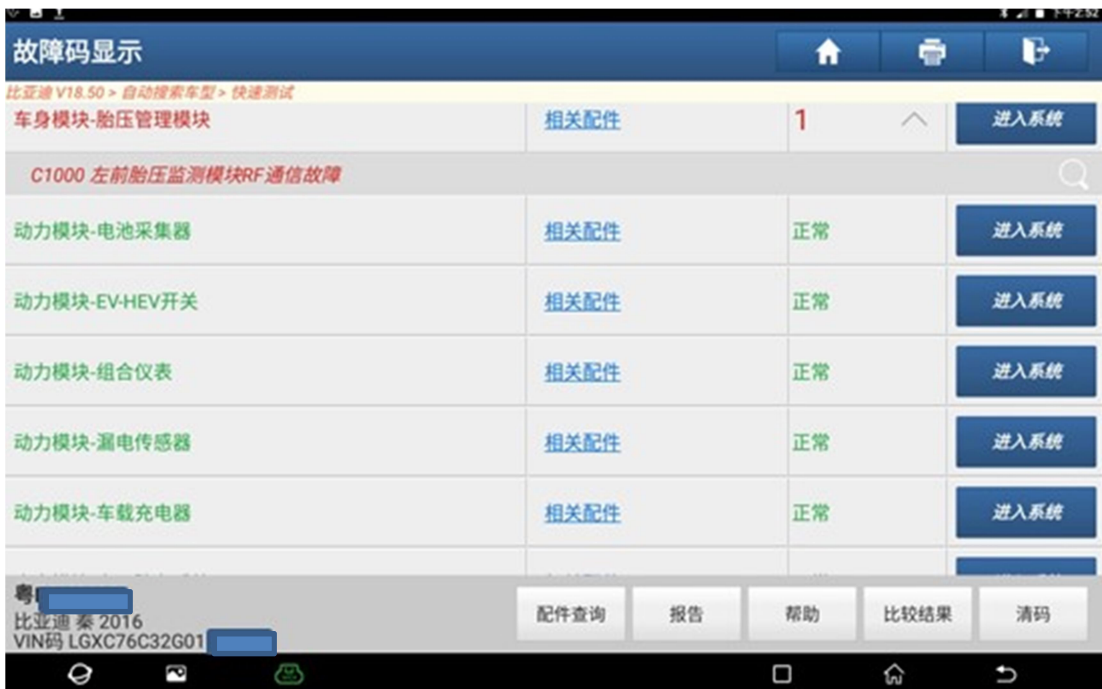 下午2:52
故障码显示
比亚迪 V18.50 > 自动搜索车型 > 快速测试
车身模块-胎压管理模块 相关配件 1 进入系统
C1000 左前胎压监测模块RF通信故障
动力模块-电池采集器 相关配件 正常 进入系统
动力模块-EV-HEV开关 相关配件 正常 进入系统
动力模块-组合仪表 相关配件 正常 进入系统
动力模块-漏电传感器 相关配件 正常 进入系统
动力模块-车载充电器 相关配件 正常 进入系统
粤
比亚迪 秦 2016
VIN码 LGXC76C32G01
配件查询 报告 帮助 比较结果 清码